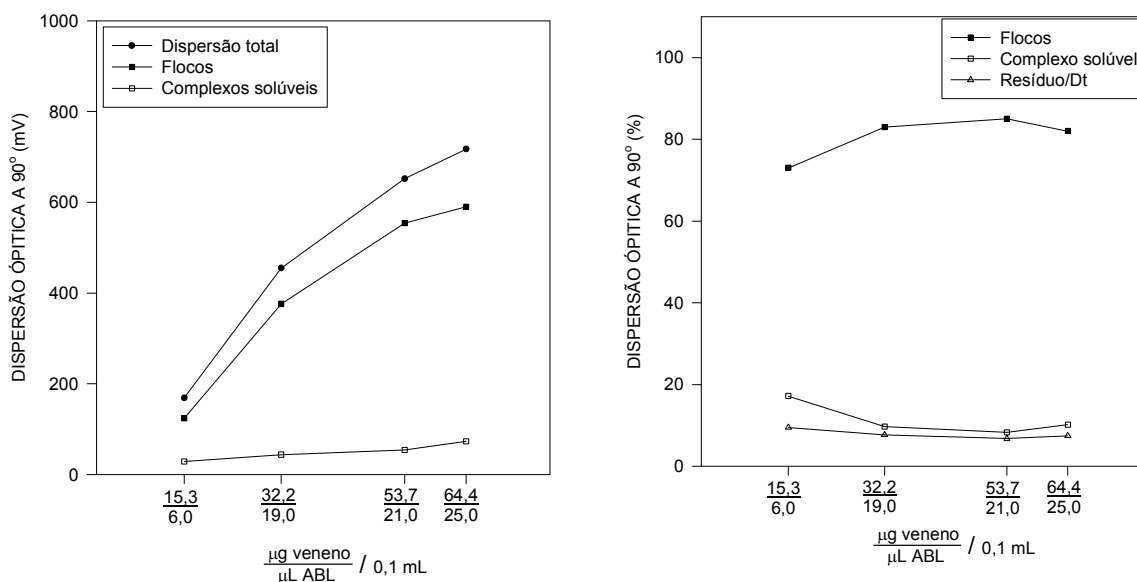 DISPERSÃO ÓPITICA A 90° (mV)
1000
800
600
400
200
0
Dispersão total
Flocos
Complexos solúveis
15,3 32,2 53,7 64,4
6,0 19,0 21,0 25,0
μg veneno
μL ABL / 0,1 mL
DISPERSÃO ÓPITICA A 90° (%)
100
80
60
40
20
0
Flocos
Complexo solúvel
Resíduo/Dt
15,3 32,2 53,7 64,4
6,0 19,0 21,0 25,0
μg veneno
μL ABL / 0,1 mL